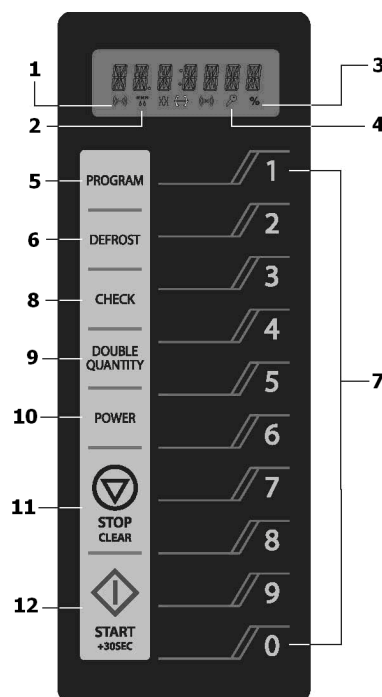 1
3
2
%
4
5
PROGRAM
1
6
DEFROST
2
8
CHECK
3
9
DOUBLE
QUANTITY
4
7
10
POWER
5
6
11
STOP
CLEAR
7
8
12
START
+30SEC
9
0